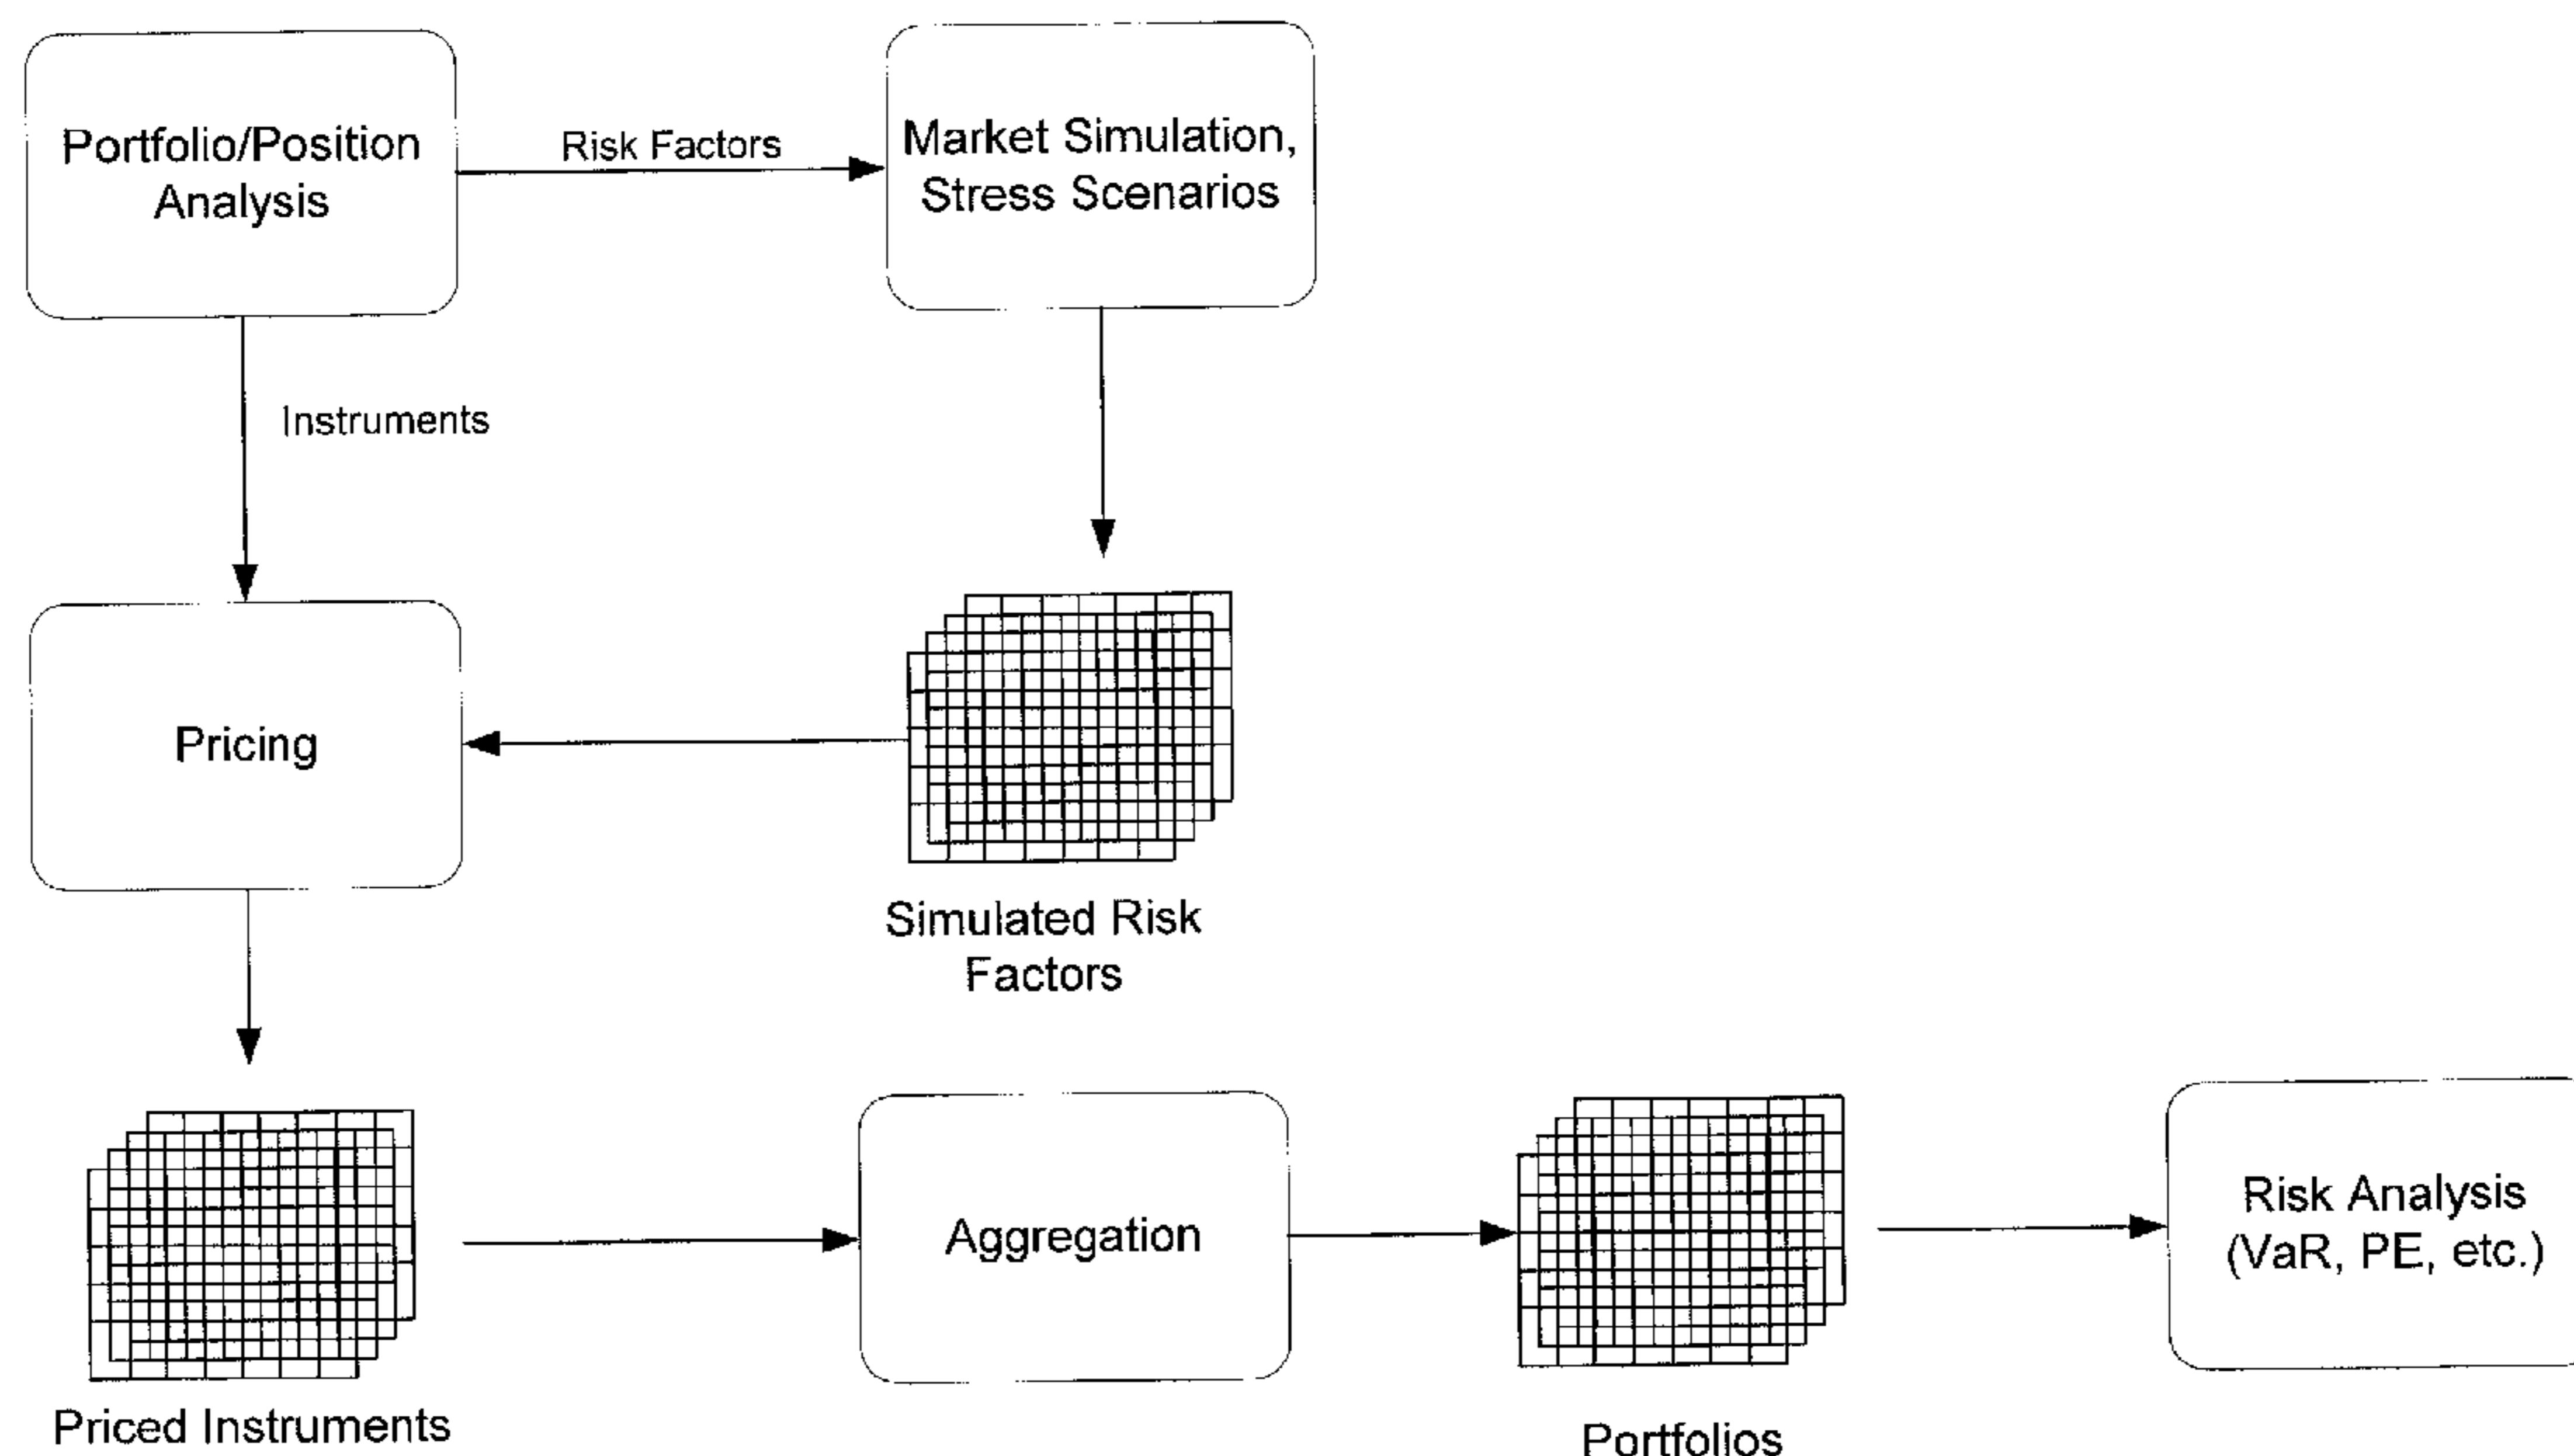 Portfolio/Position
Analysis
Risk Factors
Market Simulation,
Stress Scenarios
Instruments
Pricing
Simulated Risk
Factors
Priced Instruments
Aggregation
Portfolios
Risk Analysis
(VaR, PE, etc.)